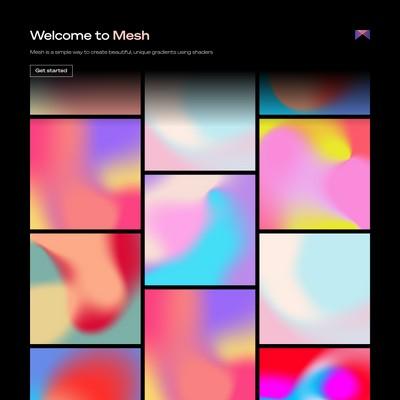 Welcome to Mesh
Mesh is a simple way to create beautiful, unique gradients using shaders
Get started